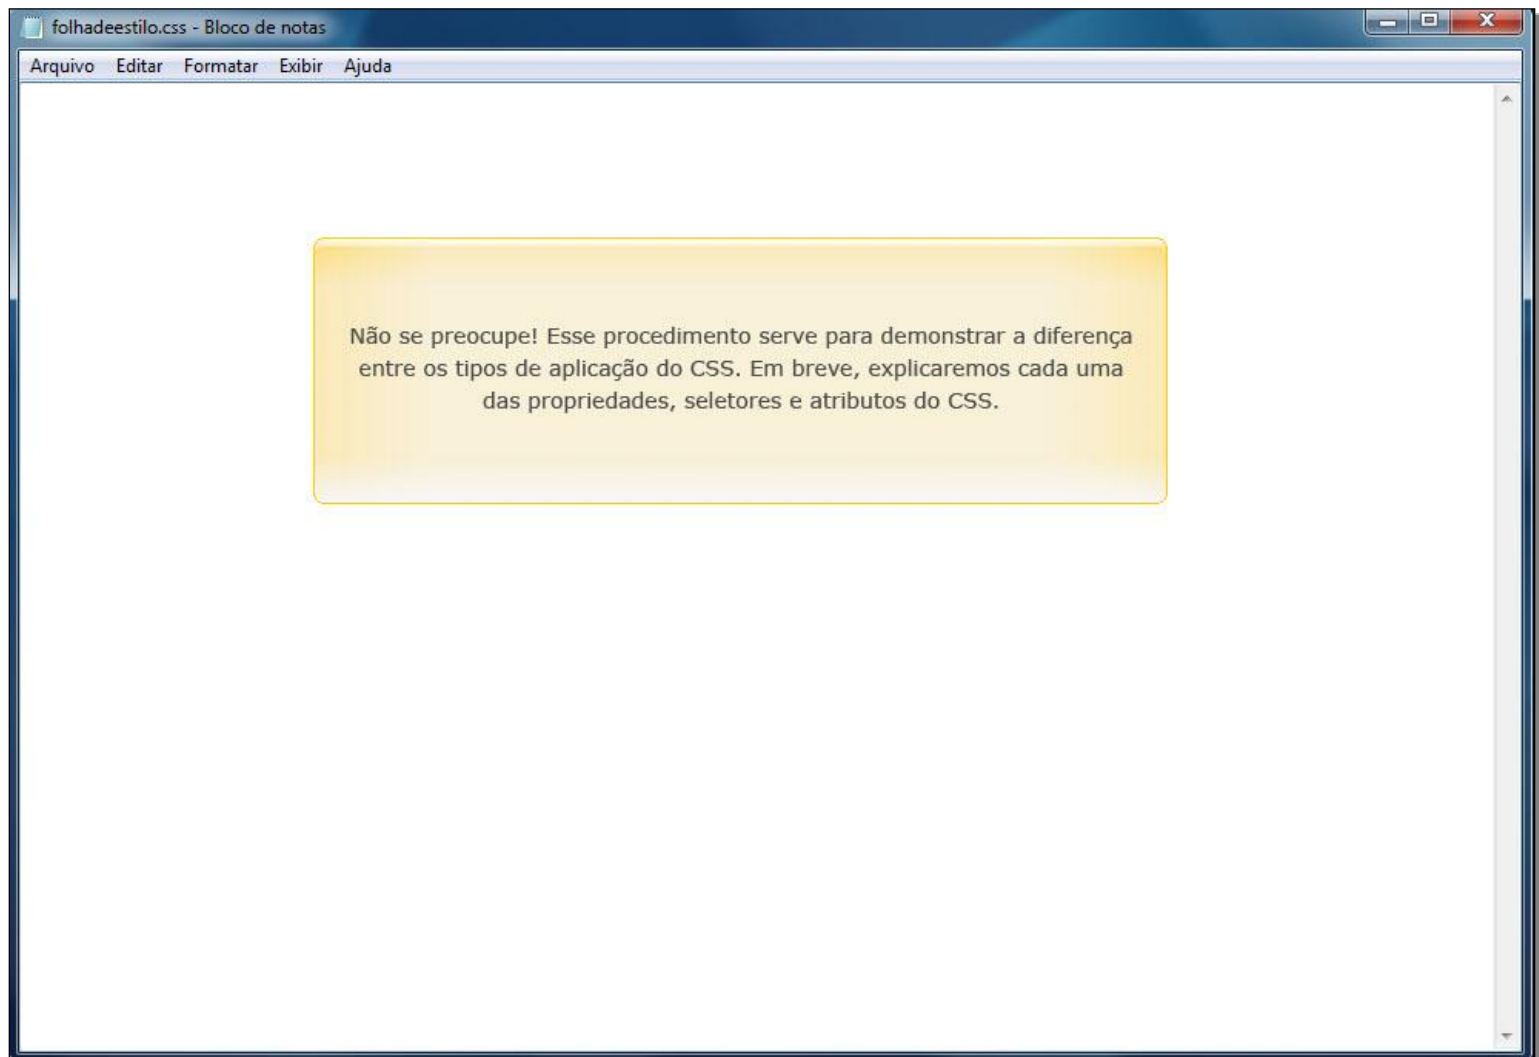 folhadeestilo.css - Bloco de notas
Arquivo Editar Formatar Exibir Ajuda
Não se preocupe! Esse procedimento serve para demonstrar a diferença
entre os tipos de aplicação do CSS. Em breve, explicaremos cada uma
das propriedades, seletores e atributos do CSS.